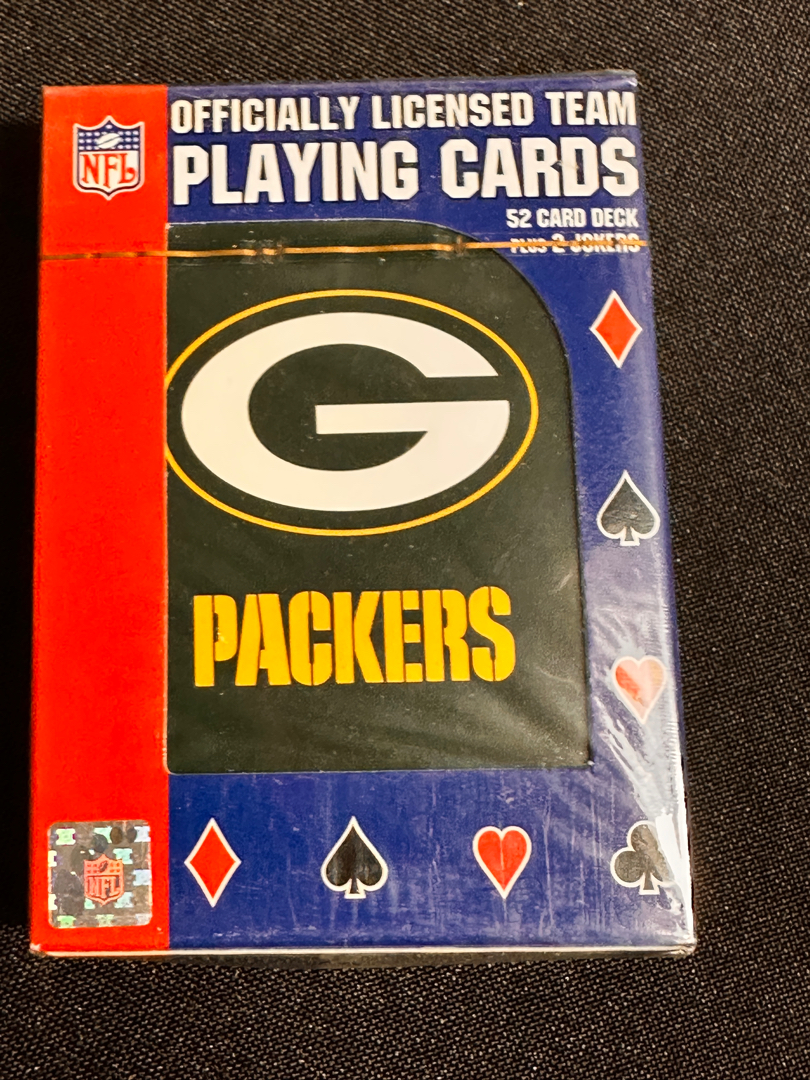 NFL
OFFICIALLY LICENSED TEAM
PLAYING CARDS
52 CARD DECK
PLUS 2 JOKERS
G
PACKERS
NFL